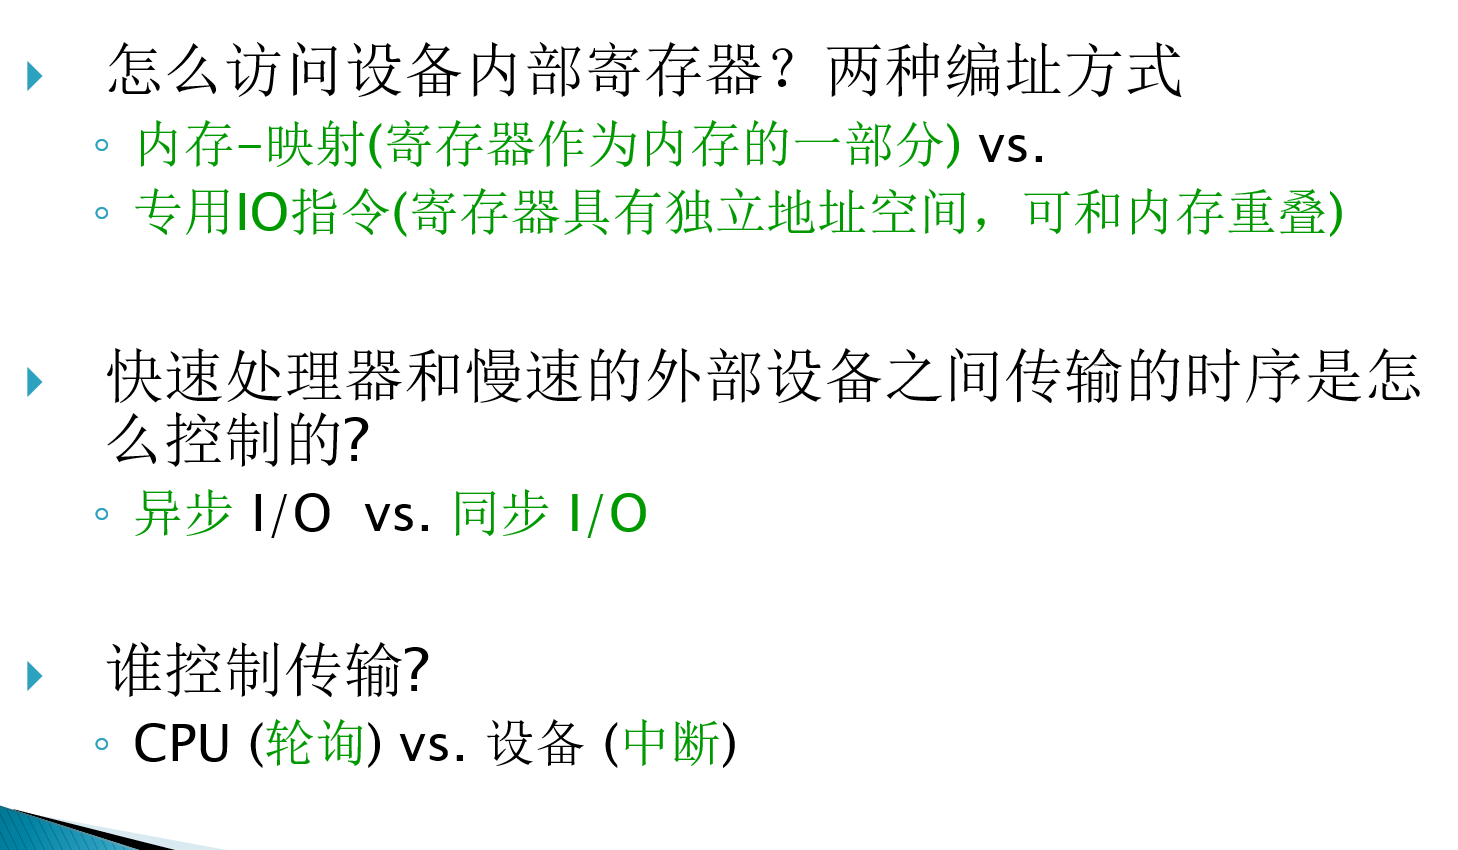 怎么访问设备内部寄存器？两种编址方式
内存-映射(寄存器作为内存的一部分) vs.
专用IO指令(寄存器具有独立地址空间，可和内存重叠)
快速处理器和慢速的外部设备之间传输的时序是怎
么控制的?
异步 I/O vs. 同步 I/O
谁控制传输?
CPU (轮询) vs. 设备 (中断)